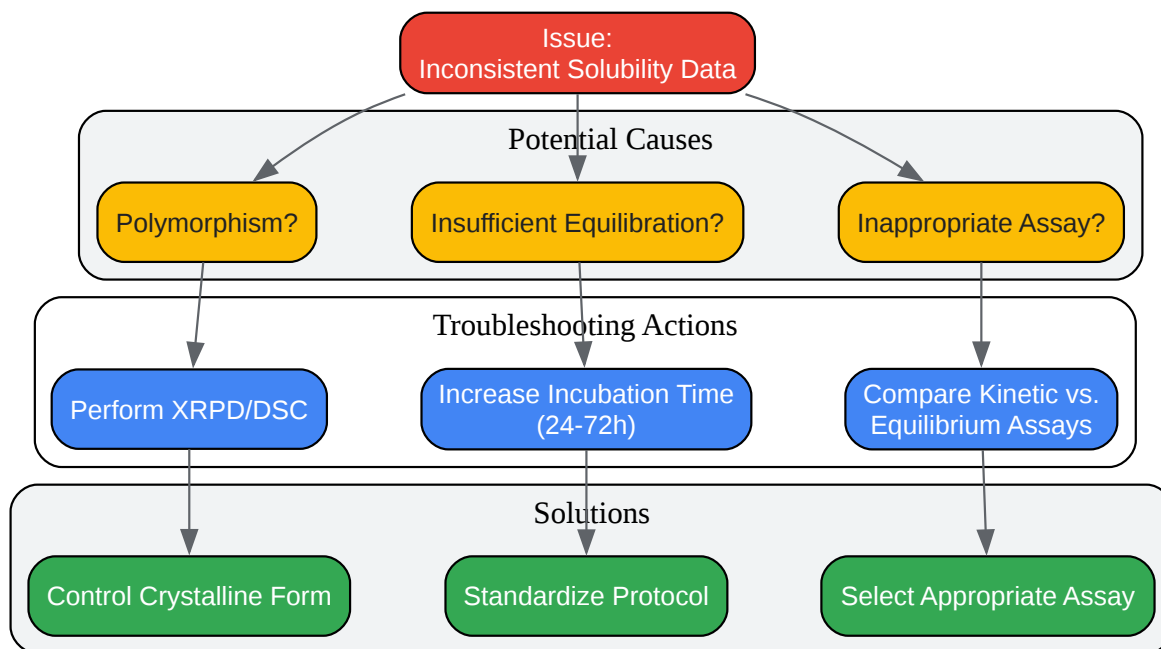 Issue:
Inconsistent Solubility Data
Potential Causes
Polymorphism?
Insufficient Equilibration?
Inappropriate Assay?
Troubleshooting Actions
Perform XRPD/DSC
Increase Incubation Time
(24-72h)
Compare Kinetic vs.
Equilibrium Assays
Solutions
Control Crystalline Form
Standardize Protocol
Select Appropriate Assay